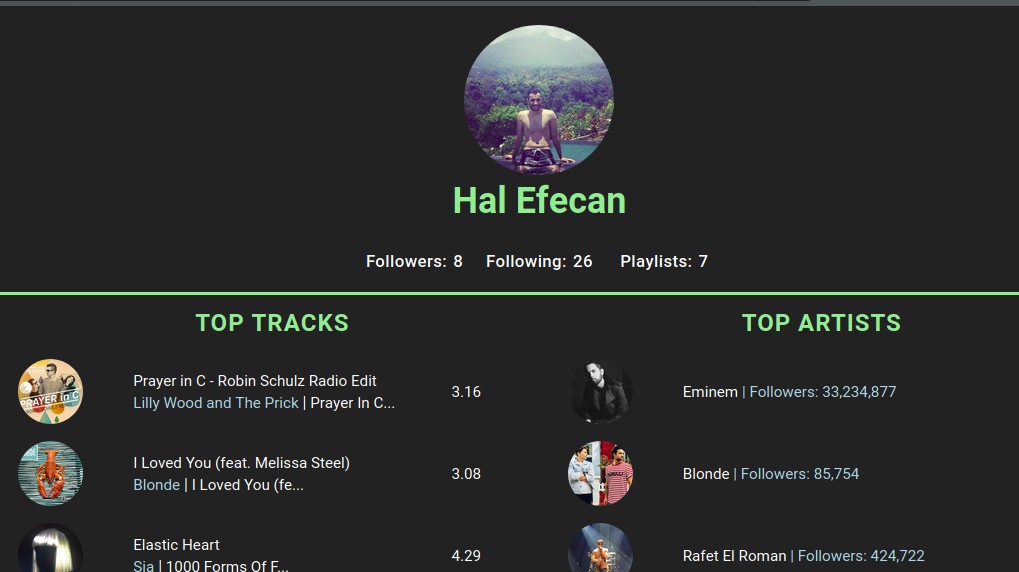 Hal Efecan
Followers: 8 Following: 26 Playlists: 7
TOP TRACKS
PRAYER in C
Prayer in C - Robin Schulz Radio Edit
Lilly Wood and The Prick | Prayer In C...
3.16
I Loved You (feat. Melissa Steel)
Blonde | I Loved You (fe...
3.08
Elastic Heart
Sia | 1000 Forms Of F...
4.29
TOP ARTISTS
Eminem | Followers: 33,234,877
Blonde | Followers: 85,754
Rafet El Roman | Followers: 424,722